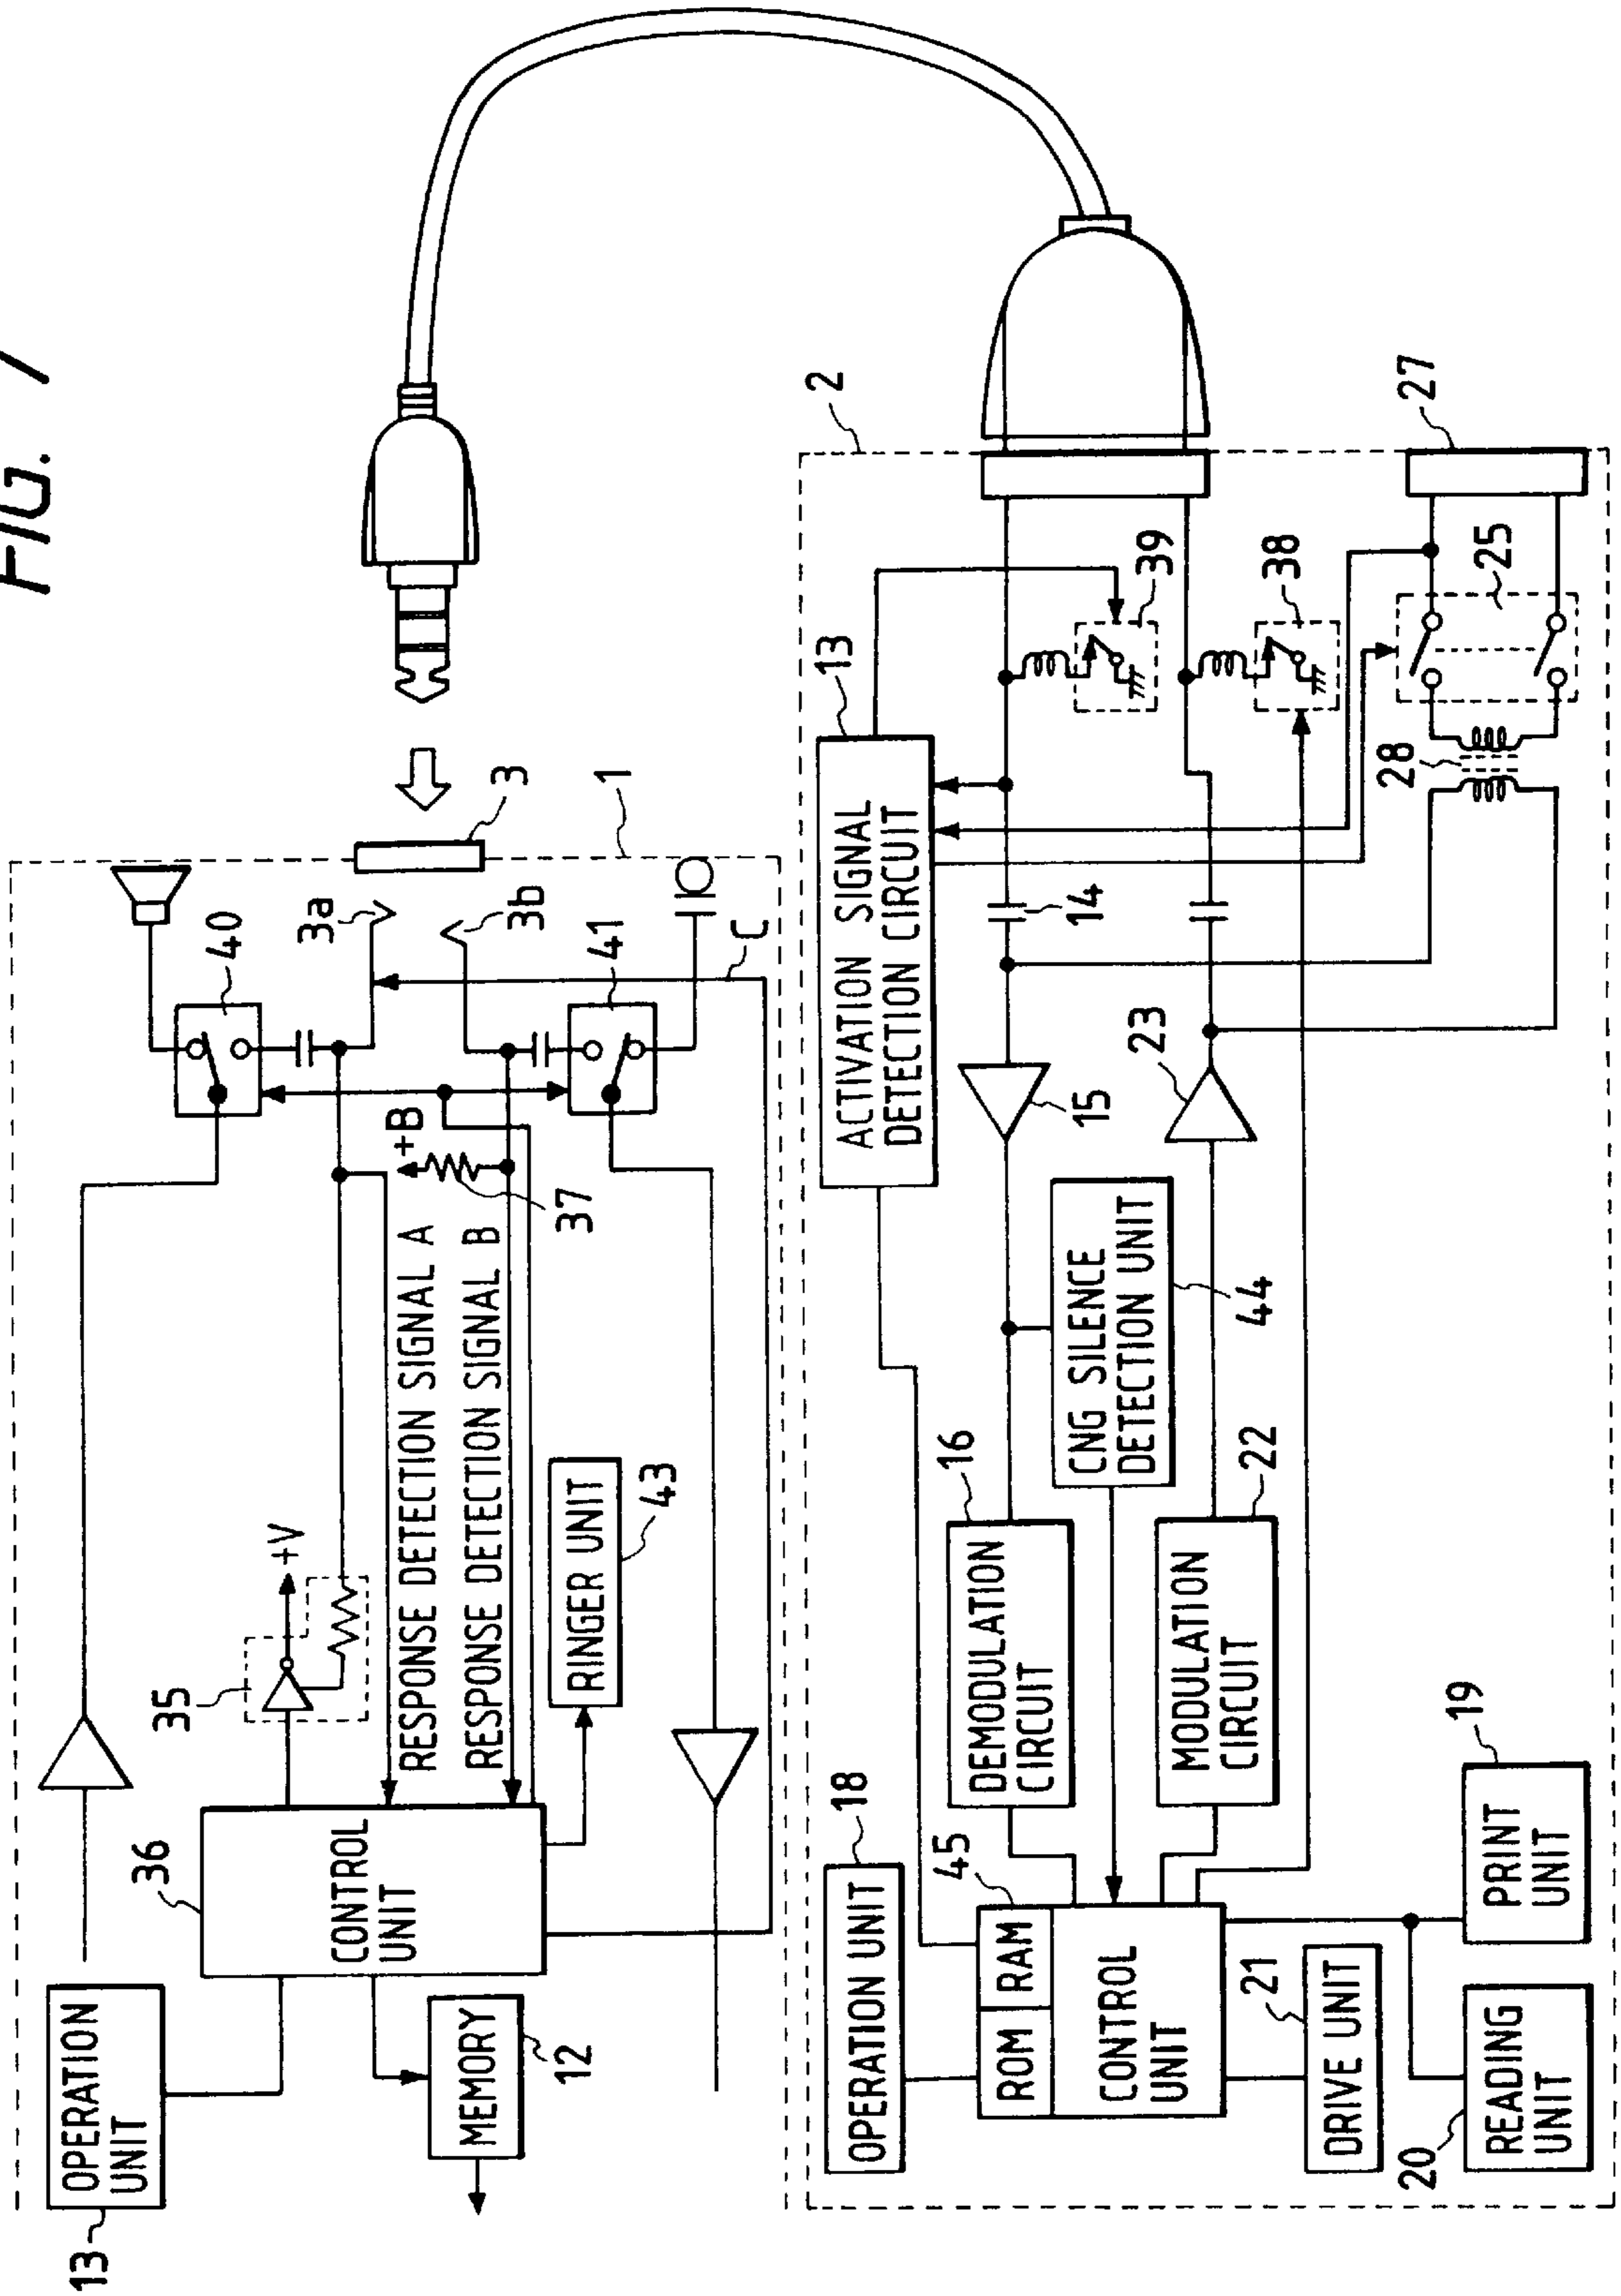 FIG. 7
13
OPERATION
UNIT
MEMORY
12
36
CONTROL
UNIT
35
+V
RESPONSE DETECTION SIGNAL A
RESPONSE DETECTION SIGNAL B
RINGER UNIT
43
+B
37
40
41
3a
3b
C
3
1
2
OPERATION UNIT
18
45
ROM
RAM
CONTROL
UNIT
DRIVE UNIT
21
READING
UNIT
20
PRINT
UNIT
19
DEMODULATION
CIRCUIT
16
MODULATION
CIRCUIT
22
CNG SILENCE
DETECTION UNIT
44
15
23
ACTIVATION SIGNAL
DETECTION CIRCUIT
13
14
39
38
28
25
27